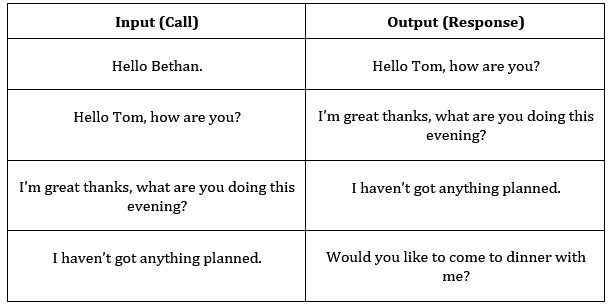 Input (Call)
Output (Response)
Hello Bethan.
Hello Tom, how are you?
Hello Tom, how are you?
I’m great thanks, what are you doing this
evening?
I’m great thanks, what are you doing this
evening?
I haven’t got anything planned.
I haven’t got anything planned.
Would you like to come to dinner with
me?